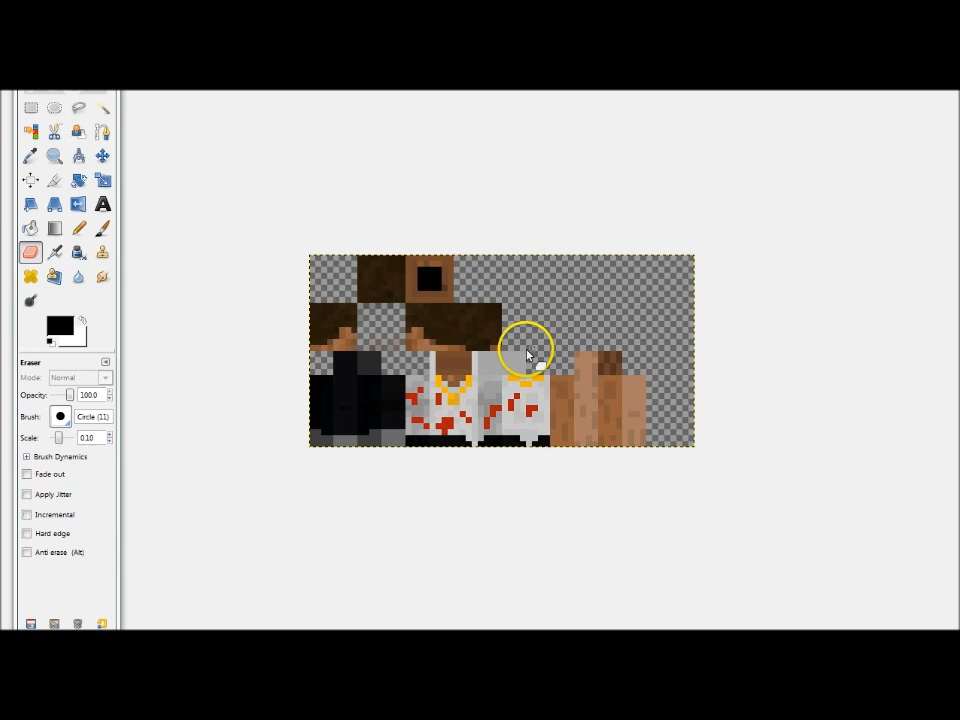 Eraser
Mode: Normal
Opacity: 100.0
Brush: Circle (11)
Scale: 0.10
Brush Dynamics
Fade out
Apply Jitter
Incremental
Hard edge
Anti erase (Alt)